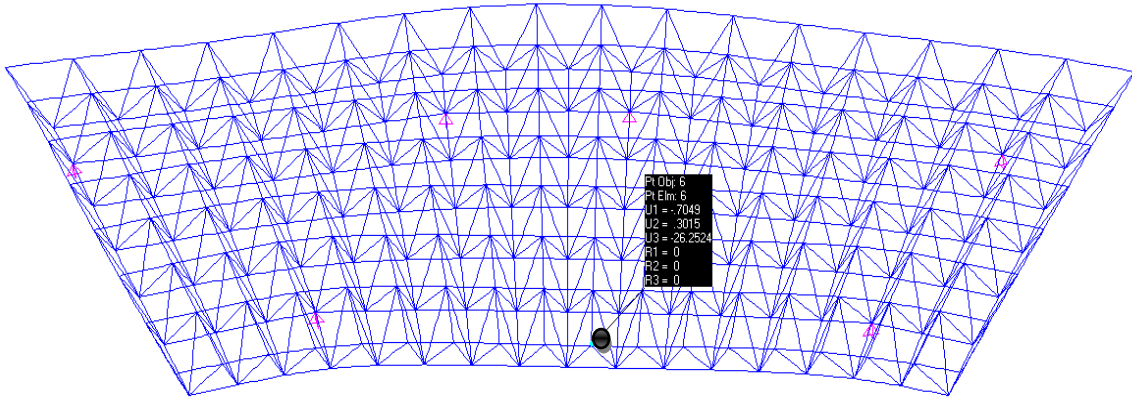 Pt Obj: 6
Pt Elm: 6
U1 = -.7049
U2 = .3015
U3 = -26.2524
R1 = 0
R2 = 0
R3 = 0